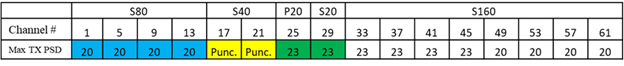 S80 S40 P20 S20 S160
Channel # 1 5 9 13 17 21 25 29 33 37 41 45 49 53 57 61
Max TX PSD 20 20 20 20 Punc. Punc. 23 23 23 23 23 23 20 20 20 20